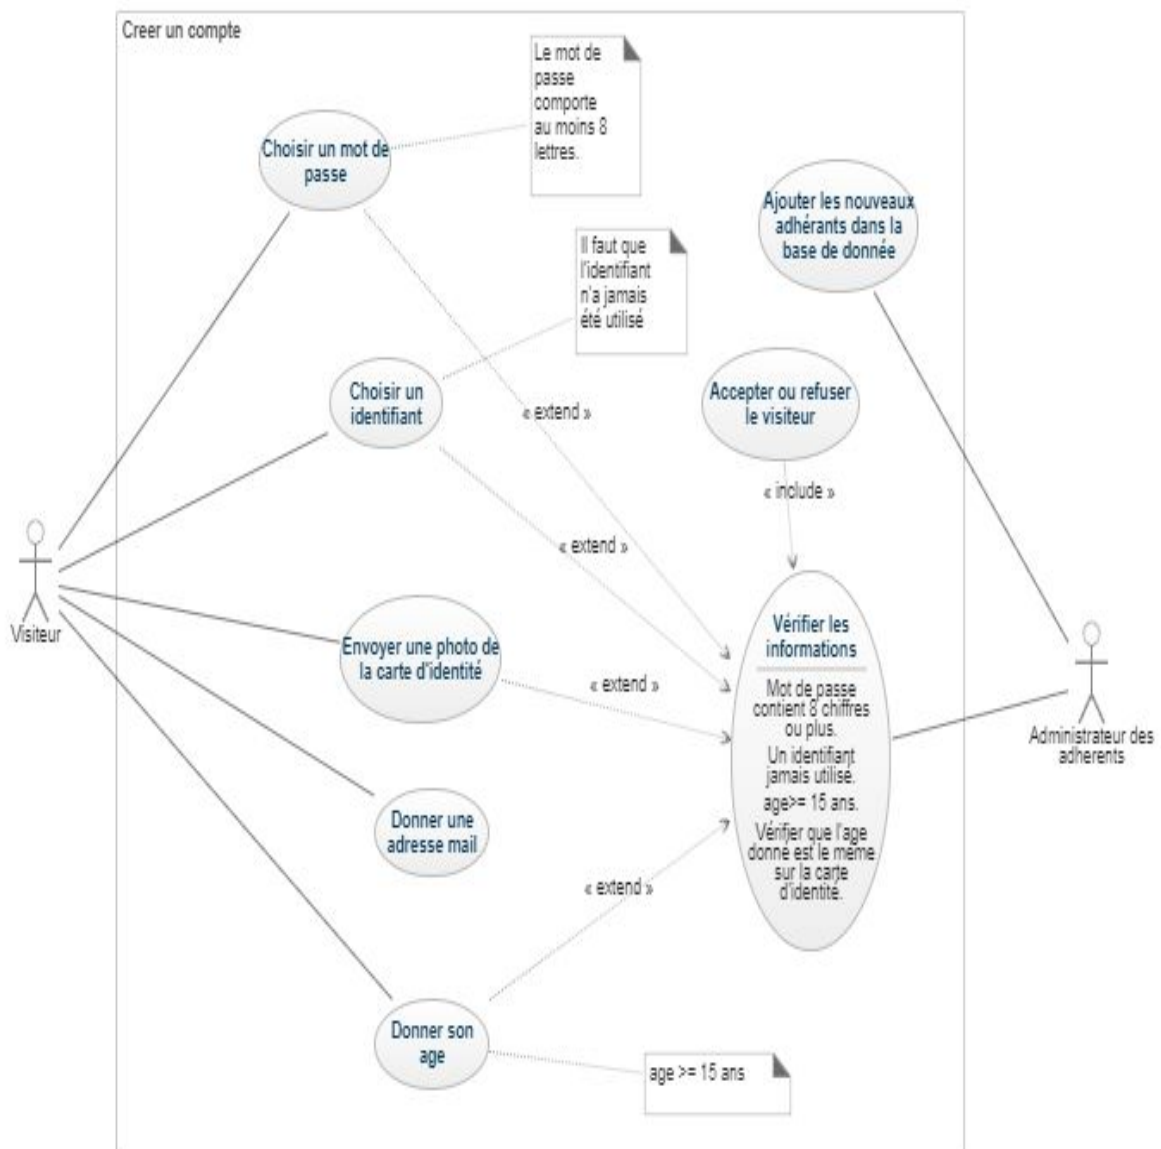 Creer un compte
Le mot de
passe
comporte
au moins 8
lettres.
Choisir un mot de
passe
Ajouter les nouveaux
adhérants dans la
base de donnée
Il faut que
l'identifiant
n'a jamais
été utilisé
Choisir un
identifiant
Accepter ou refuser
le visiteur
« extend »
« include »
« extend »
Visiteur
Envoyer une photo de
la carte d'identité
« extend »
Vérifier les
informations
Mot de passe
contient 8 chiffres
ou plus.
Un identifiant
jamais utilisé.
age>= 15 ans.
Vérifier que l'age
donné est le même
sur la carte
d'identité.
Administrateur des
adherents
Donner une
adresse mail
« extend »
Donner son
age
age >= 15 ans